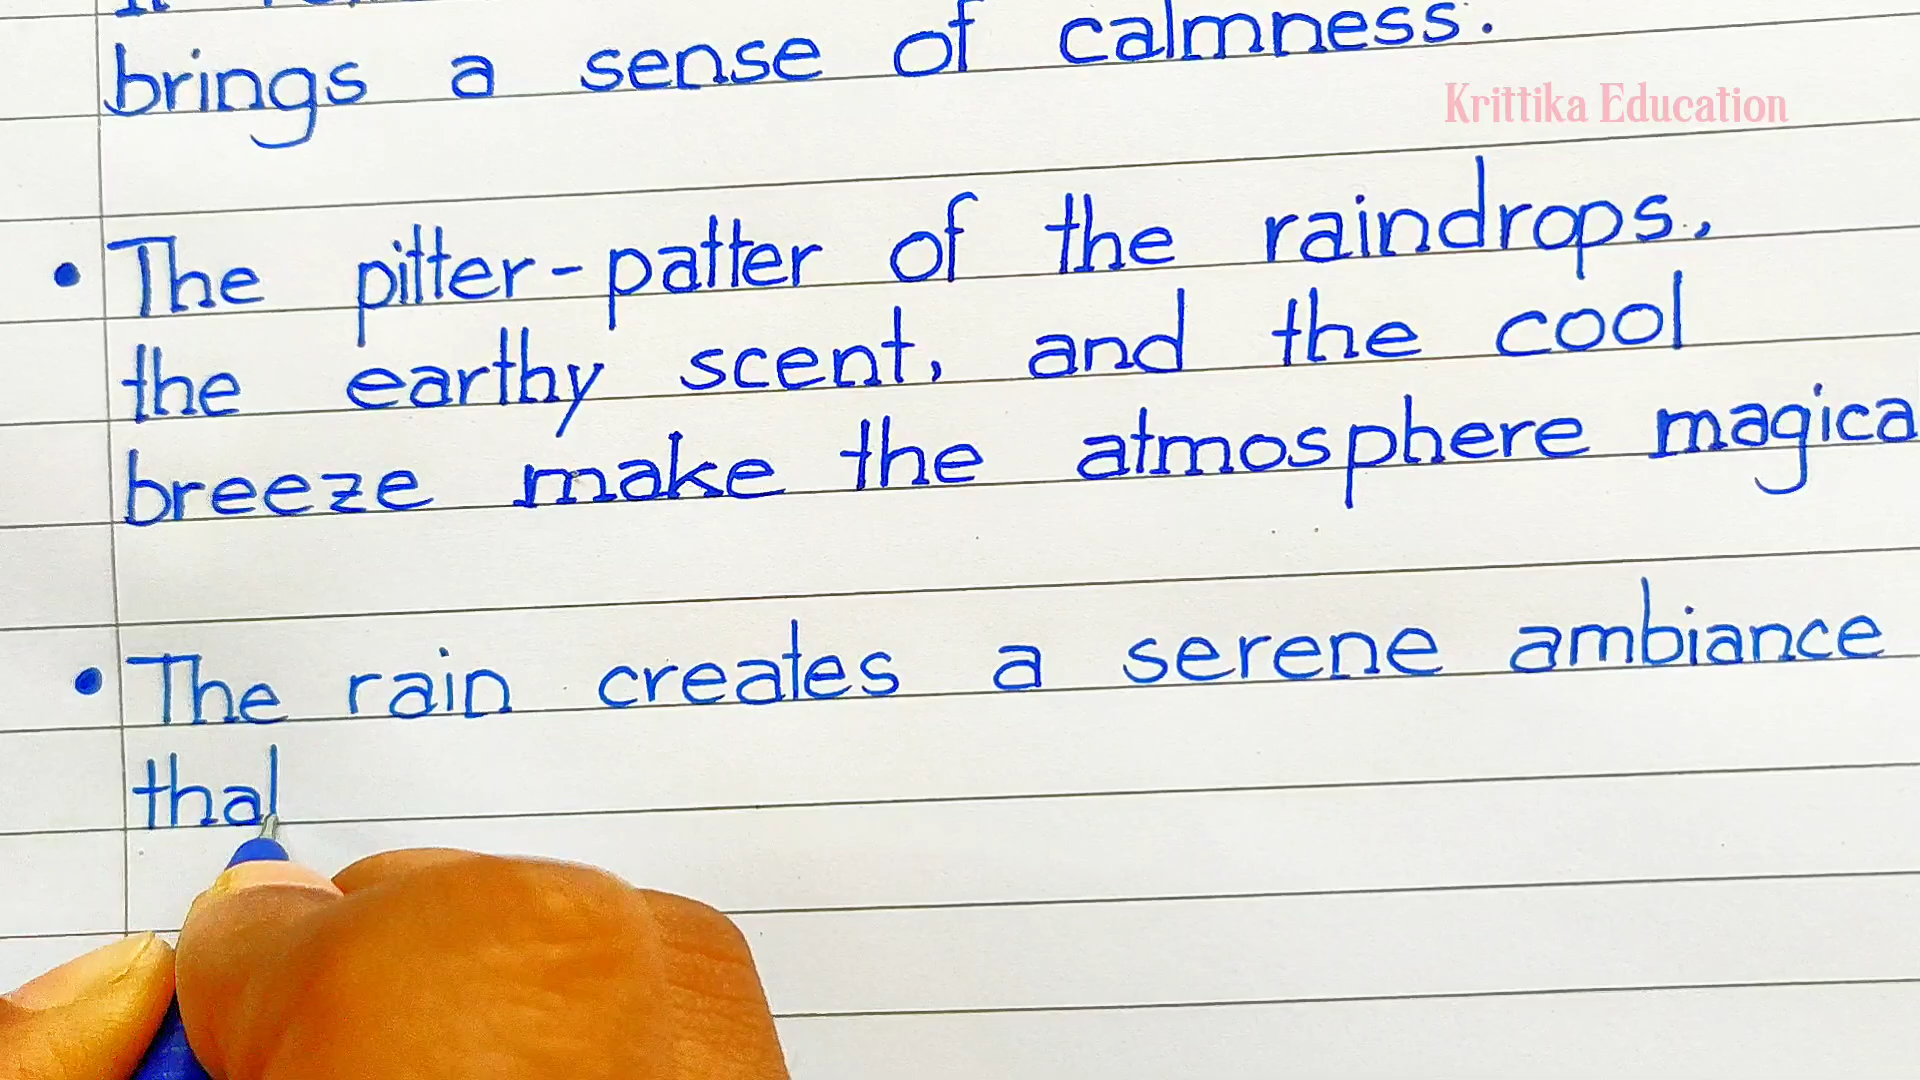 brings a sense of calmness.
Krittika Education
• The pitter-patter of the raindrops,
the earthy scent, and the cool
breeze make the atmosphere magica
• The rain creates a serene ambiance
tha